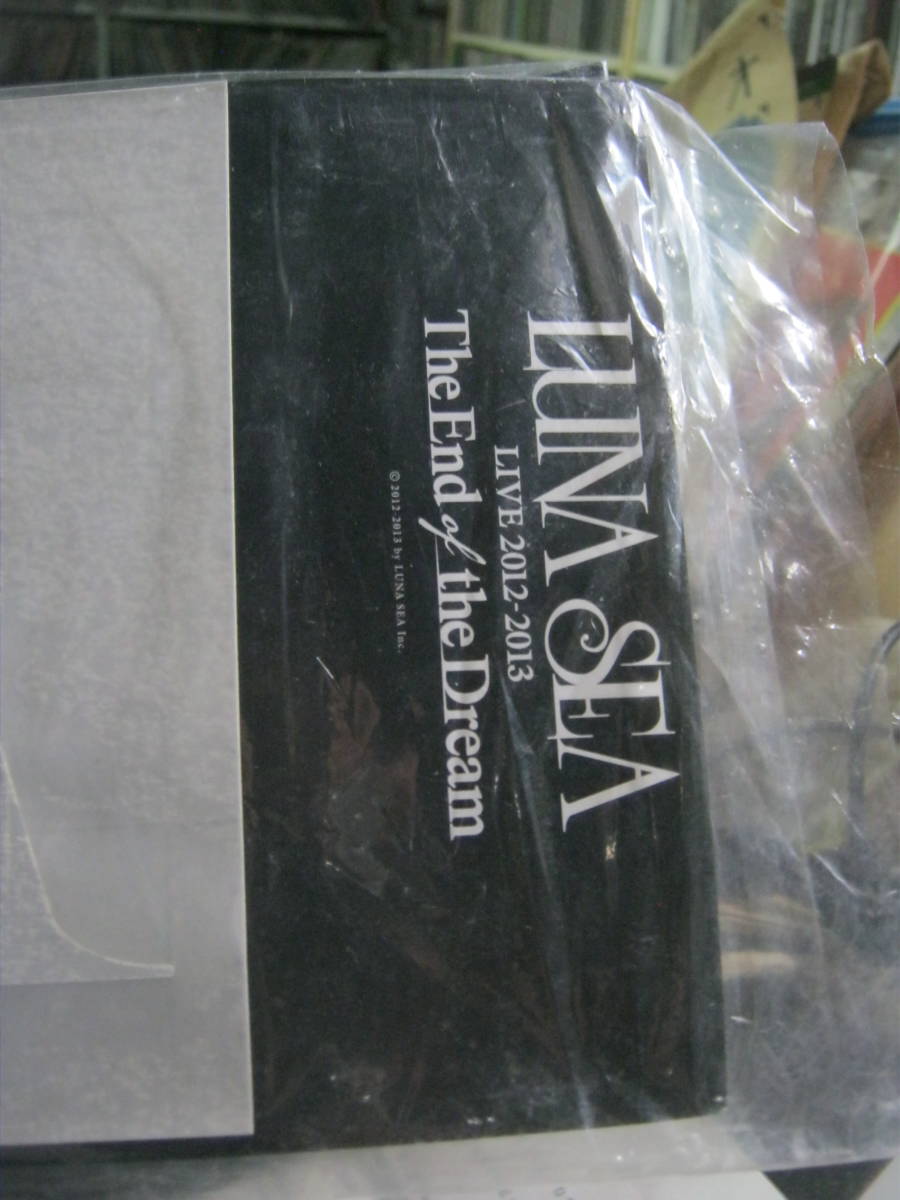 LUNA SEA
LIVE 2012-2013
The End of the Dream
© 2012-2013 by LUNA SEA Inc.